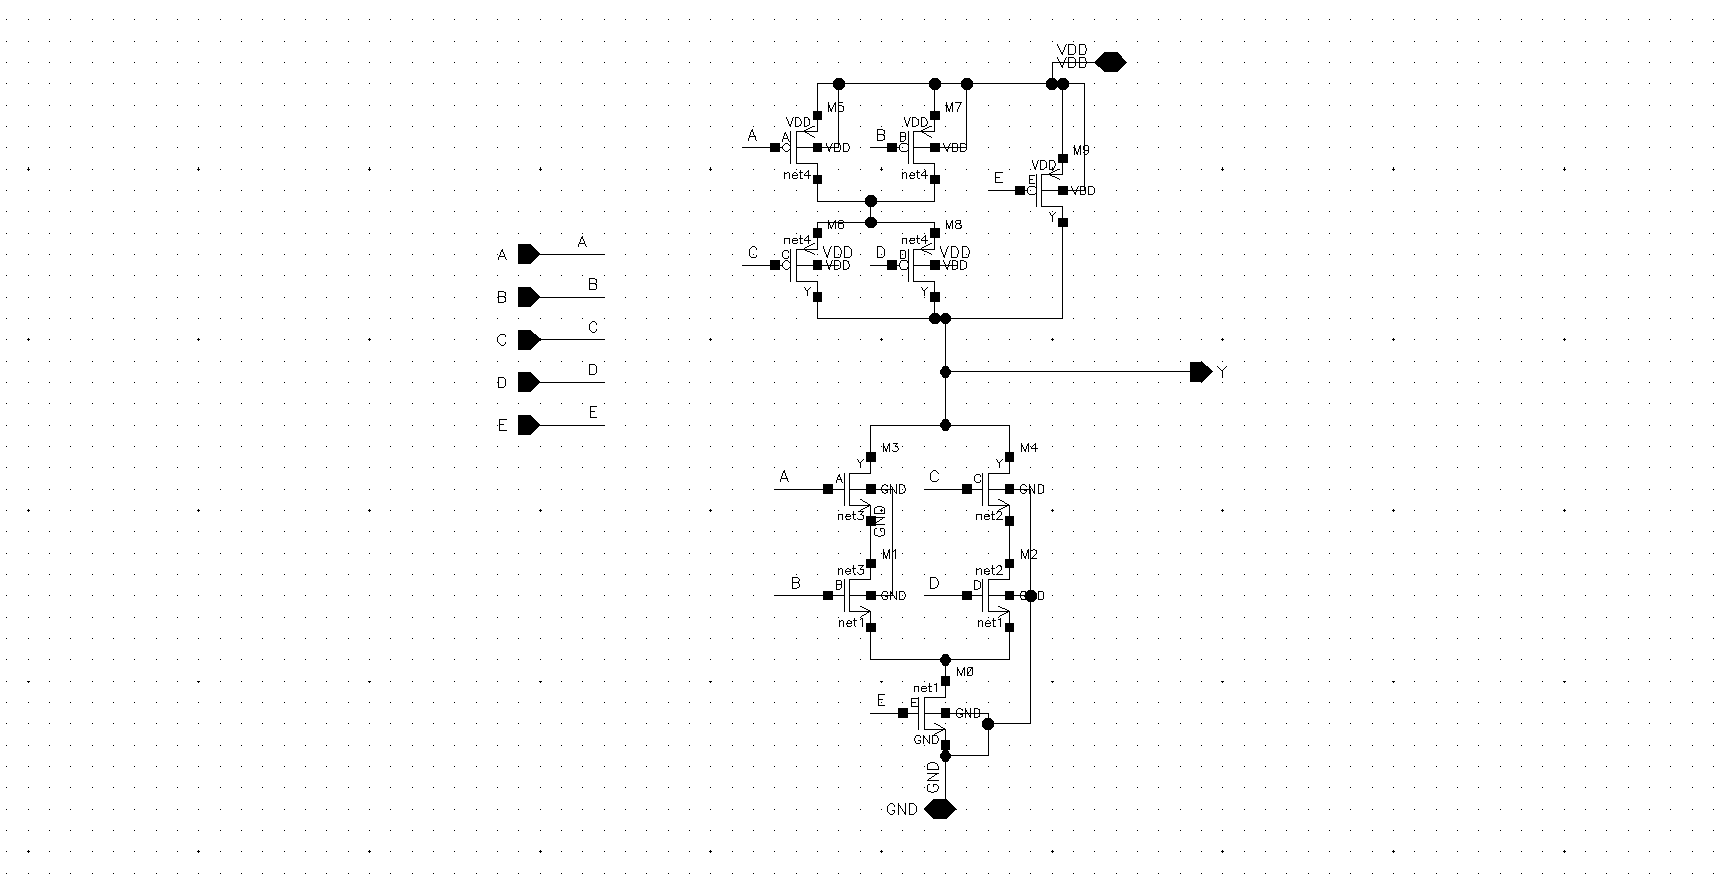 VDD
VDD
M5
M7
VDD
VDD
A
A
VDD
B
B
VDD
M9
net4
net4
VDD
E
E
VDD
Y
M6
M8
net4
net4
C
C
VDD
VDD
D
D
VDD
VDD
Y
Y
A
A
B
B
C
C
D
D
E
E
Y
M3
M4
Y
Y
A
A
GND
C
C
GND
net3
GND
net2
M1
M2
net3
net2
B
B
GND
D
D
GND
net1
net1
M0
net1
E
E
GND
GND
GND
GND